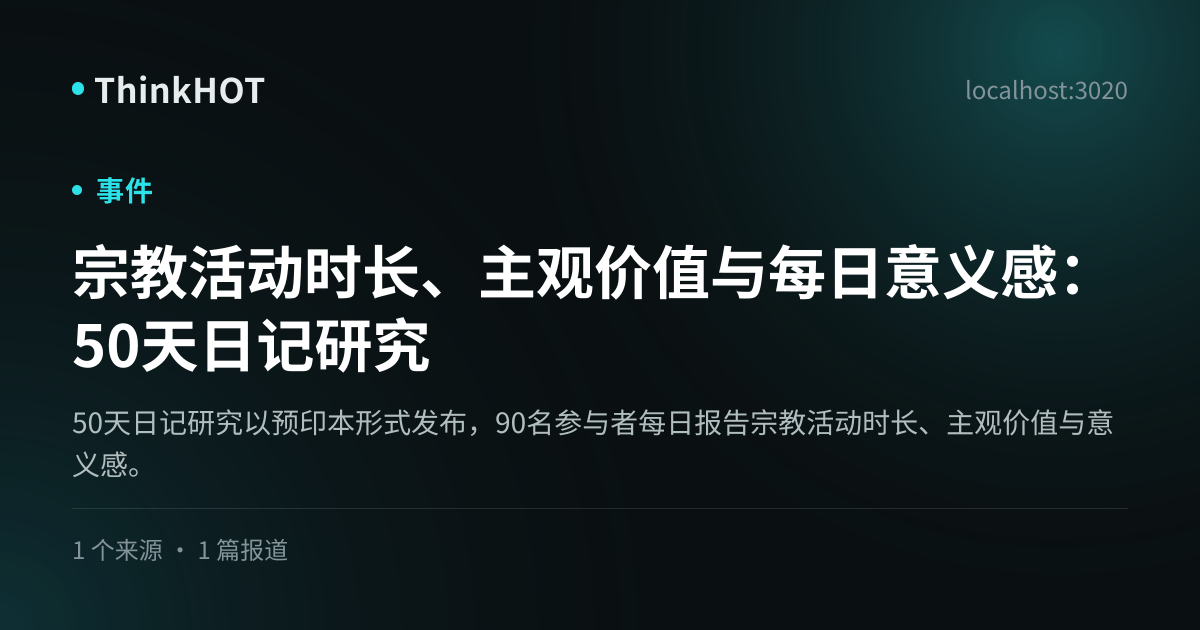 ThinkHOT
localhost:3020
事件
宗教活动时长、主观价值与每日意义感：
50天日记研究
50天日记研究以预印本形式发布，90名参与者每日报告宗教活动时长、主观价值与意
义感。
1 个来源 · 1 篇报道